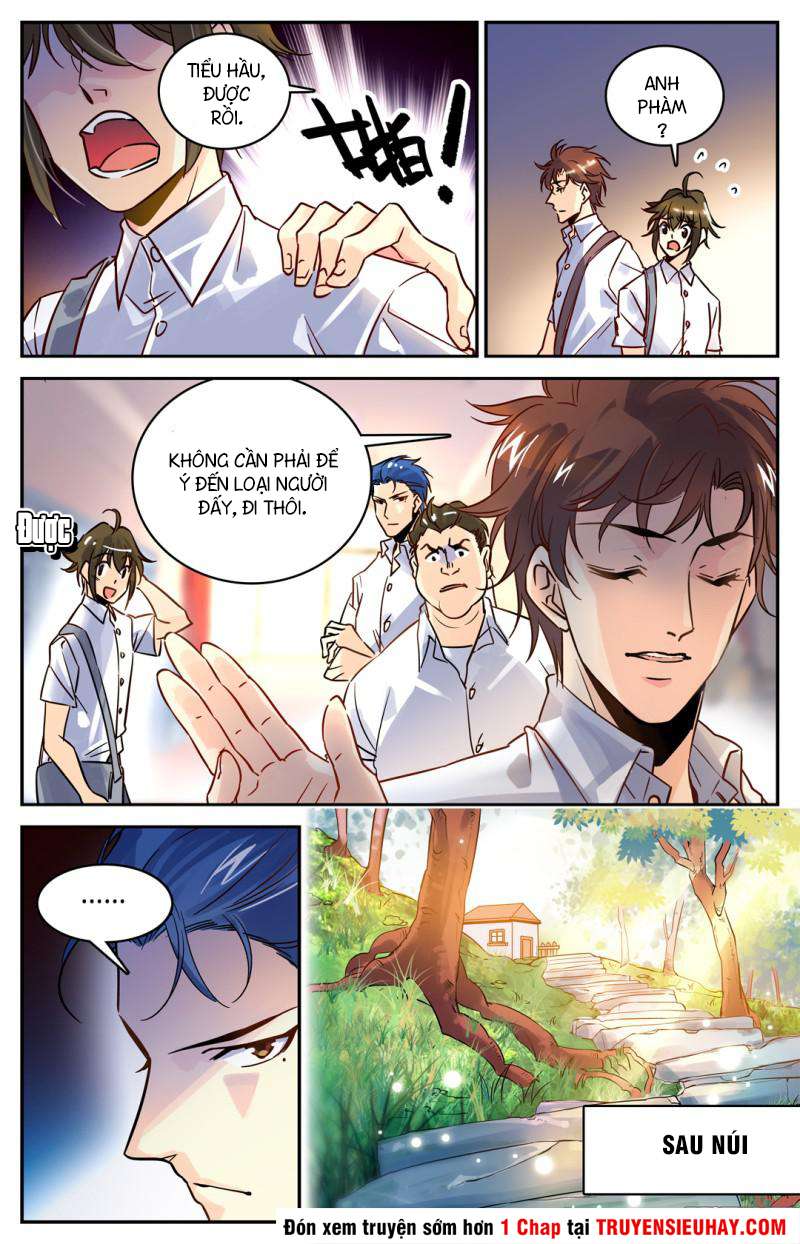 TIỂU HẦU,
ĐƯỢC
RỒI.
ANH
PHÀM
?
KHÔNG CẦN PHẢI ĐỂ
Ý ĐẾN LOẠI NGƯỜI
ĐẤY, ĐI THÔI.
Được
......
SAU NÚI
Đón xem truyện sớm hơn 1 Chap tại TRUYENSIEUHAY.COM